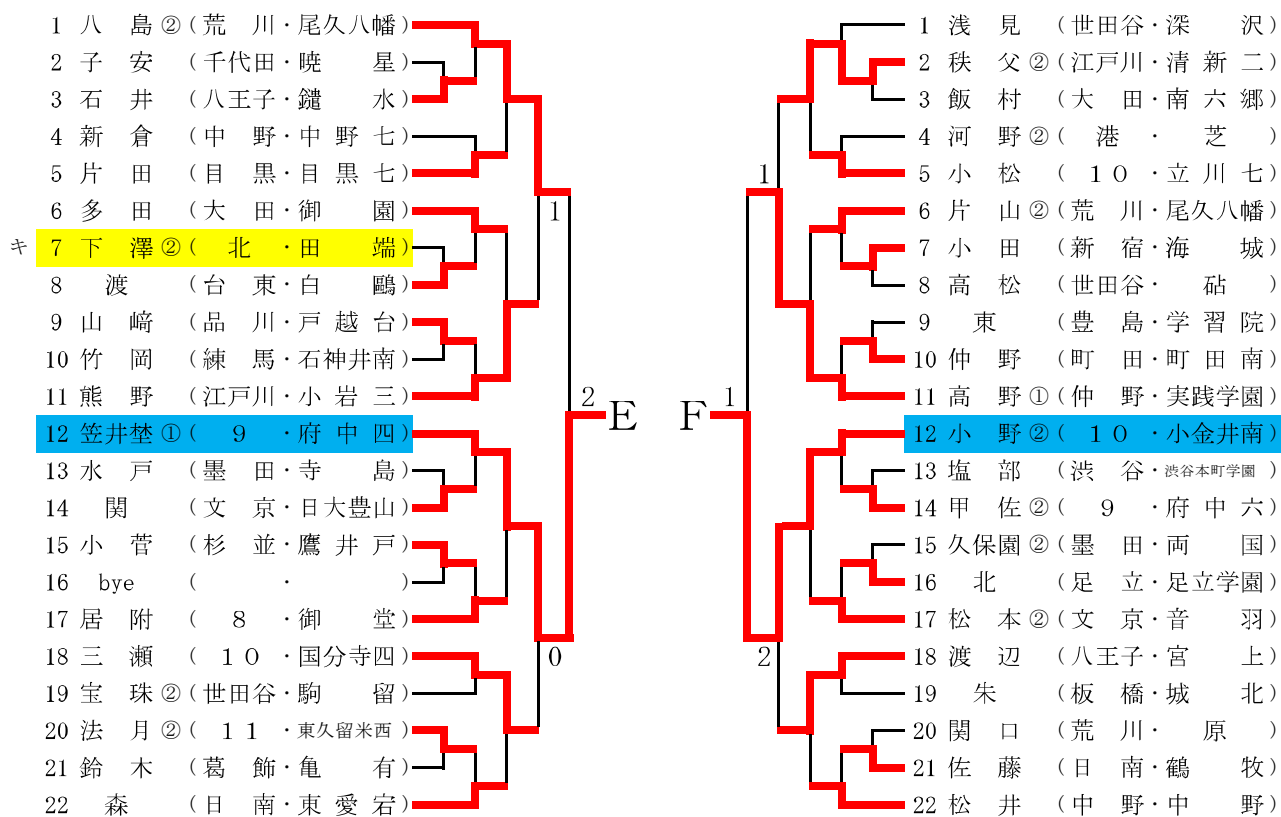 1 八島②(荒川・尾久八幡)
2 子安(千代田・暁星)
3 石井(八王子・鑓水)
4 新倉(中野・中野七)
5 片田(目黒・目黒七)
6 多田(大田・御園)
キ 7 下澤②(北・田端)
8 渡(台東・白鷗)
9 山﨑(品川・戸越台)
10 竹岡(練馬・石神井南)
11 熊野(江戸川・小岩三)
12 笠井埜①(9・府中四)
13 水戸(墨田・寺島)
14 関(文京・日大豊山)
15 小菅(杉並・鷹井戸)
16 bye(・)
17 居附(8・御堂)
18 三瀬(10・国分寺四)
19 宝珠②(世田谷・駒留)
20 法月②(11・東久留米西)
21 鈴木(葛飾・亀有)
22 森(日南・東愛宕)
1
2
0
E
F
1
1
2
1 浅見(世田谷・深沢)
2 秩父②(江戸川・清新二)
3 飯村(大田・南六郷)
4 河野②(港・芝)
5 小松(10・立川七)
6 片山②(荒川・尾久八幡)
7 小田(新宿・海城)
8 高松(世田谷・砧)
9 東(豊島・学習院)
10 仲野(町田・町田南)
11 高野①(仲野・実践学園)
12 小野②(10・小金井南)
13 塩部(渋谷・渋谷本町学園)
14 甲佐②(9・府中六)
15 久保園②(墨田・両国)
16 北(足立・足立学園)
17 松本②(文京・音羽)
18 渡辺(八王子・宮上)
19 朱(板橋・城北)
20 関口(荒川・原)
21 佐藤(日南・鶴牧)
22 松井(中野・中野)